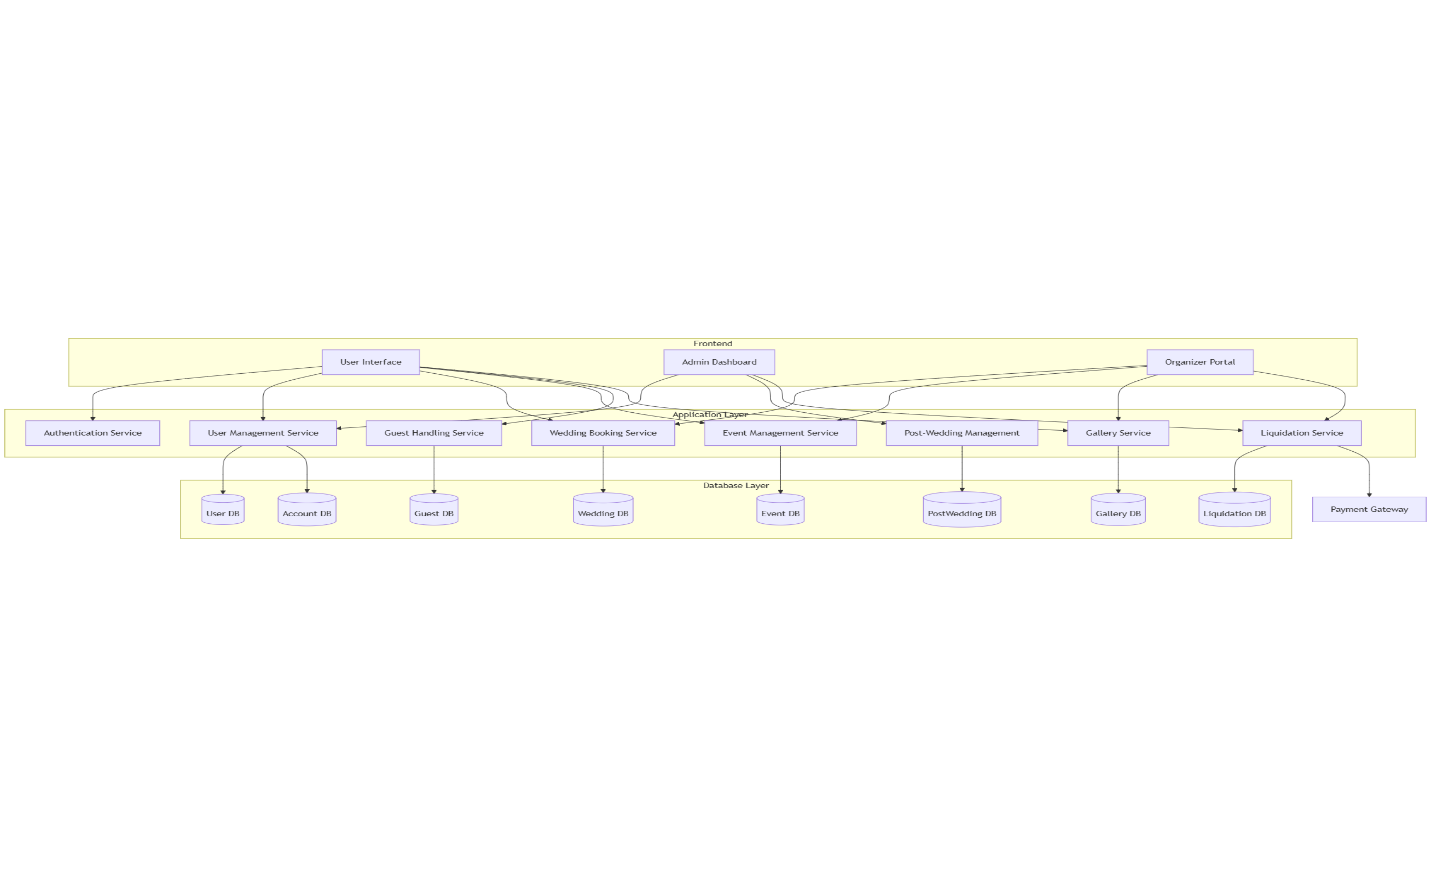 Frontend
User Interface
Admin Dashboard
Organizer Portal
Application Layer
Authentication Service
User Management Service
Guest Handling Service
Wedding Booking Service
Event Management Service
Post-Wedding Management
Gallery Service
Liquidation Service
Database Layer
User DB
Account DB
Guest DB
Wedding DB
Event DB
PostWedding DB
Gallery DB
Liquidation DB
Payment Gateway